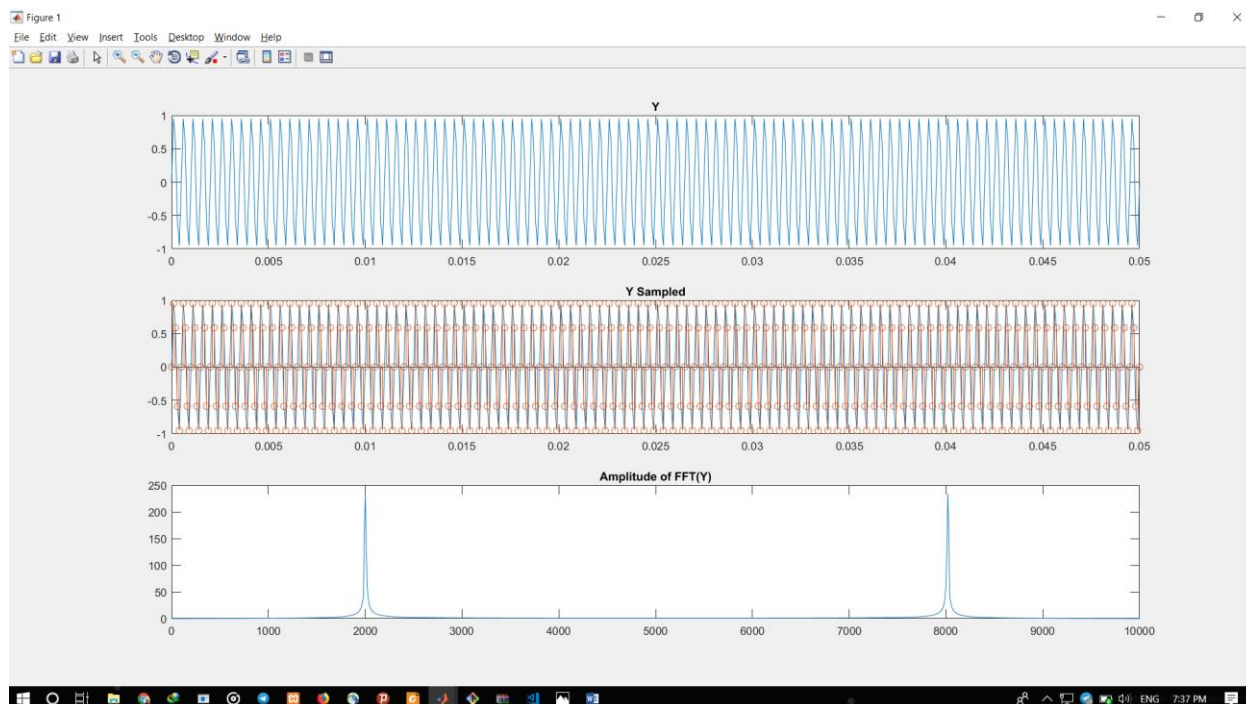 Figure 1
File Edit View Insert Tools Desktop Window Help
Y
1
0.5
0
-0.5
-1
0 0.005 0.01 0.015 0.02 0.025 0.03 0.035 0.04 0.045 0.05
Y Sampled
1
0.5
0
-0.5
-1
0 0.005 0.01 0.015 0.02 0.025 0.03 0.035 0.04 0.045 0.05
Amplitude of FFT(Y)
250
200
150
100
50
0
0 1000 2000 3000 4000 5000 6000 7000 8000 9000 10000
ENG 7:37 PM